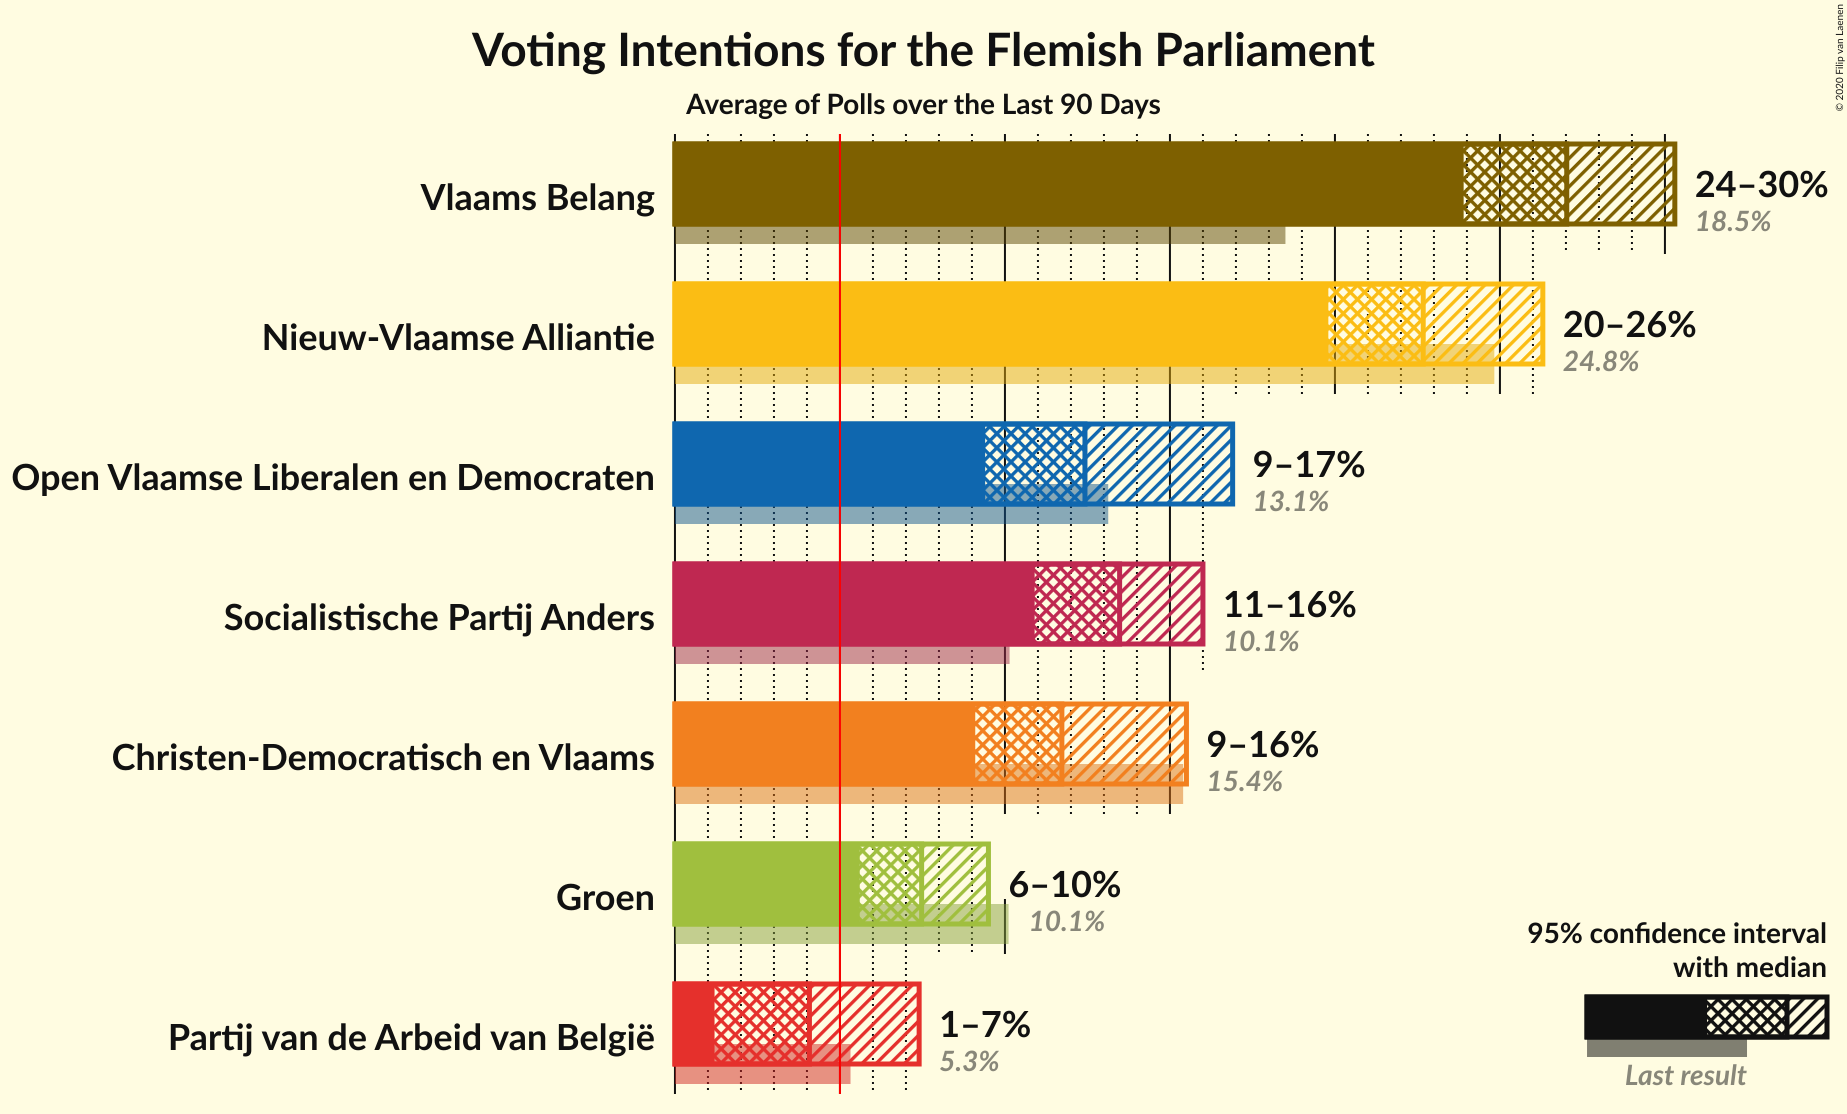 Voting Intentions for the Flemish Parliament
Average of Polls over the Last 90 Days
© 2020 Filip van Laenen
Vlaams Belang
24–30%
18.5%
Nieuw-Vlaamse Alliantie
20–26%
24.8%
Open Vlaamse Liberalen en Democraten
9–17%
13.1%
Socialistische Partij Anders
11–16%
10.1%
Christen-Democratisch en Vlaams
9–16%
15.4%
Groen
6–10%
10.1%
Partij van de Arbeid van België
1–7%
5.3%
95% confidence interval
with median
Last result